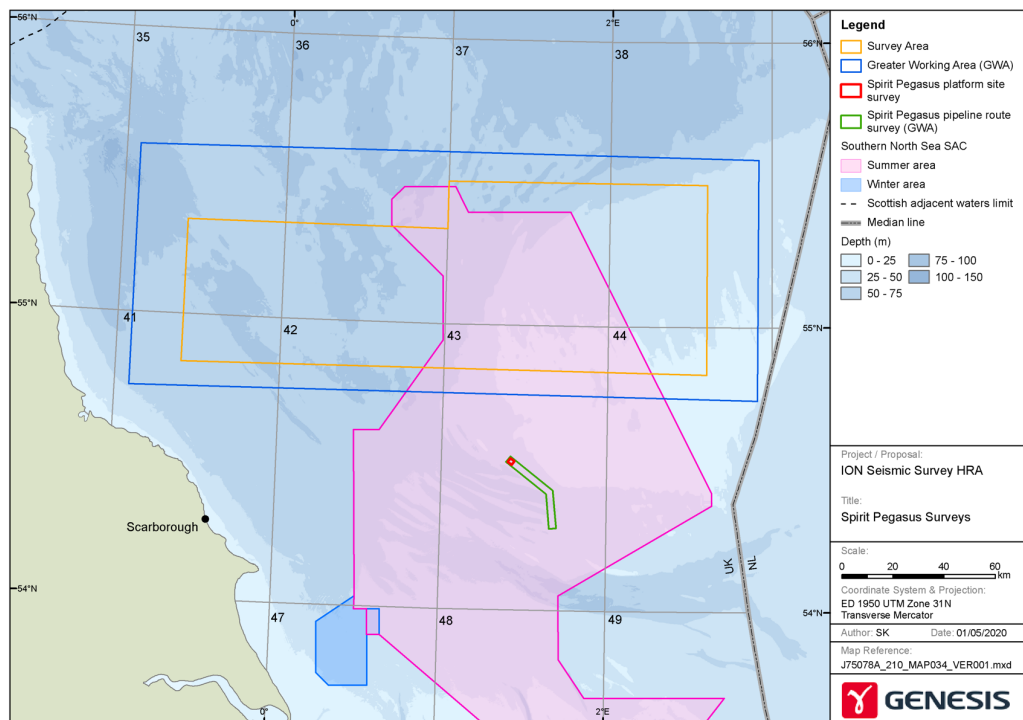 56°N
0°
2°E
35
36
37
38
56°N
55°N
41
42
43
44
55°N
Scarborough
UK
NL
54°N
47
48
49
54°N
0°
2°E
Legend
Survey Area
Greater Working Area (GWA)
Spirit Pegasus platform site
survey
Spirit Pegasus pipeline route
survey (GWA)
Southern North Sea SAC
Summer area
Winter area
Scottish adjacent waters limit
Median line
Depth (m)
0 - 25
75 - 100
25 - 50
100 - 150
50 - 75
Project / Proposal:
ION Seismic Survey HRA
Title:
Spirit Pegasus Surveys
Scale:
0 20 40 60
km
Coordinate System & Projection:
ED 1950 UTM Zone 31N
Transverse Mercator
Author: SK Date: 01/05/2020
Map Reference:
J75078A_210_MAP034_VER001.mxd
GENESIS